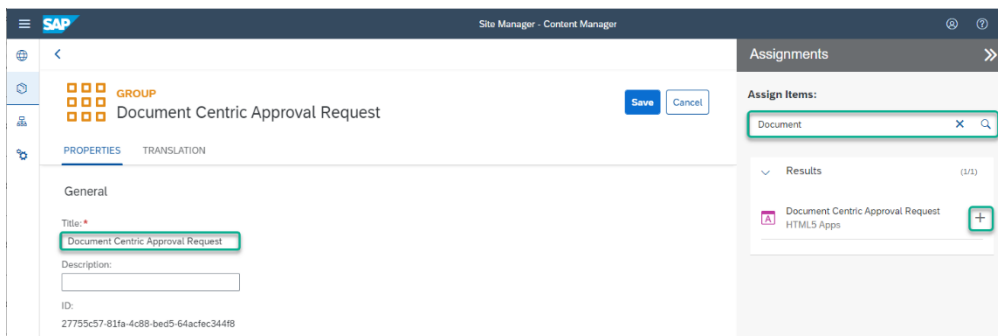 SAP
Site Manager - Content Manager
GROUP
Document Centric Approval Request
Save
Cancel
PROPERTIES
TRANSLATION
General
Title: *
Document Centric Approval Request
Description:
ID:
27755c57-81fa-4c88-bed5-64acfec344f8
Assignments
Assign Items:
Document
Results
(1/1)
A
Document Centric Approval Request
HTML5 Apps